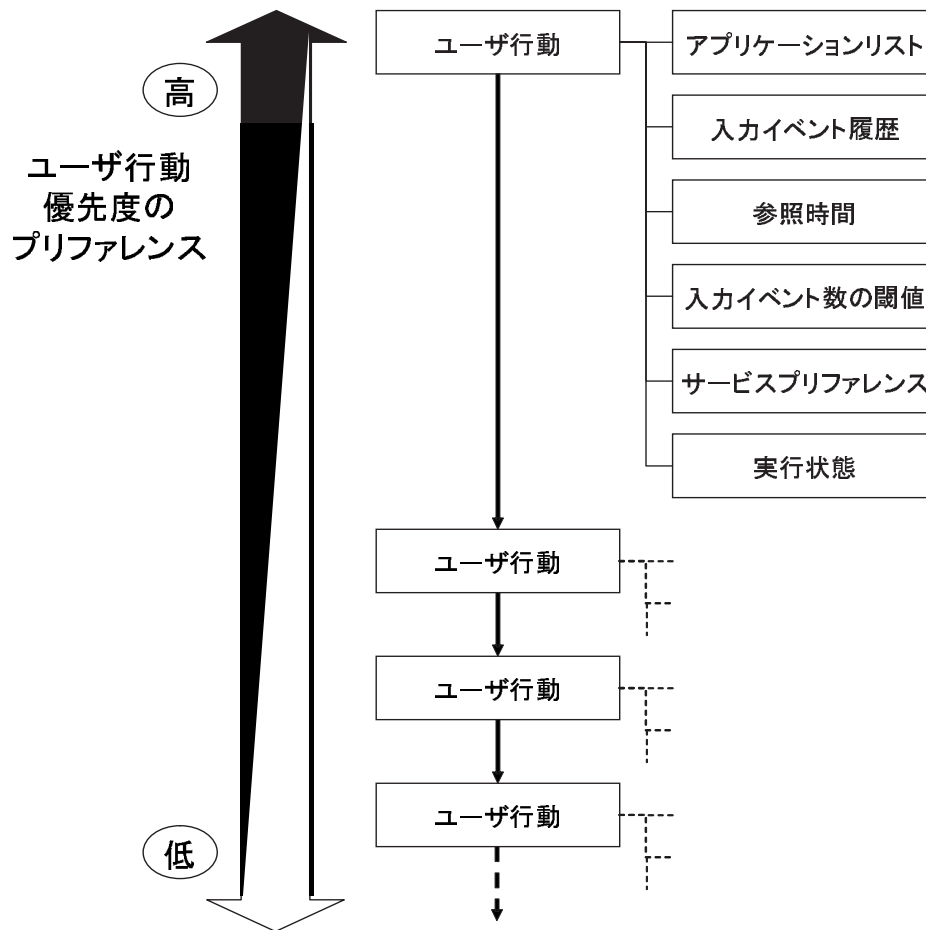 高
ユーザ行動
優先度の
プリファレンス
低
ユーザ行動
アプリケーションリスト
入力イベント履歴
参照時間
入力イベント数の閾値
サービスプリファレンス
実行状態
ユーザ行動
ユーザ行動
ユーザ行動